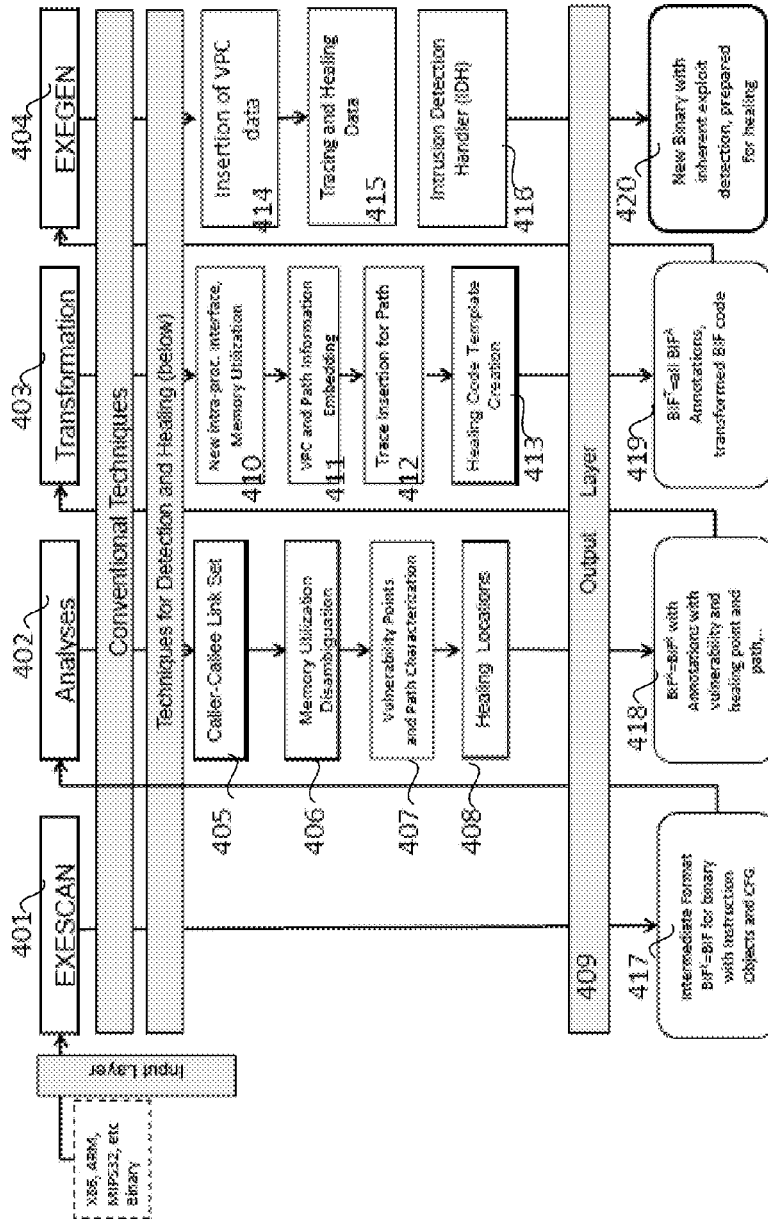 X86, ARM,
MIPS32, etc
Binary
Input Layer
401
EXESCAN
402
Analyses
403
Transformation
404
EXEGEN
Conventional Techniques
Techniques for Detection and Healing (below)
Caller-Callee Link Set
405
Memory Utilization
Disambiguation
406
Vulnerability Points
and Path Characterization
407
Healing Locations
408
New intra-proc. interface,
Memory Utilization
410
VPC and Path Information
Embedding
411
Trace Insertion for Path
412
Healing Code Template
Creation
413
Insertion of VPC
data
414
Tracing and Healing
Data
415
Intrusion Detection
Handler (IDH)
416
409
Output Layer
417
Intermediate Format
=BIF for binary
with Instruction
Objects and CFG.
418
with
Annotations with
vulnerability and
healing point and
path,..
419
=all
Annotations,
transformed BIF code
420
New Binary with
inherent exploit
detection, prepared
for healing